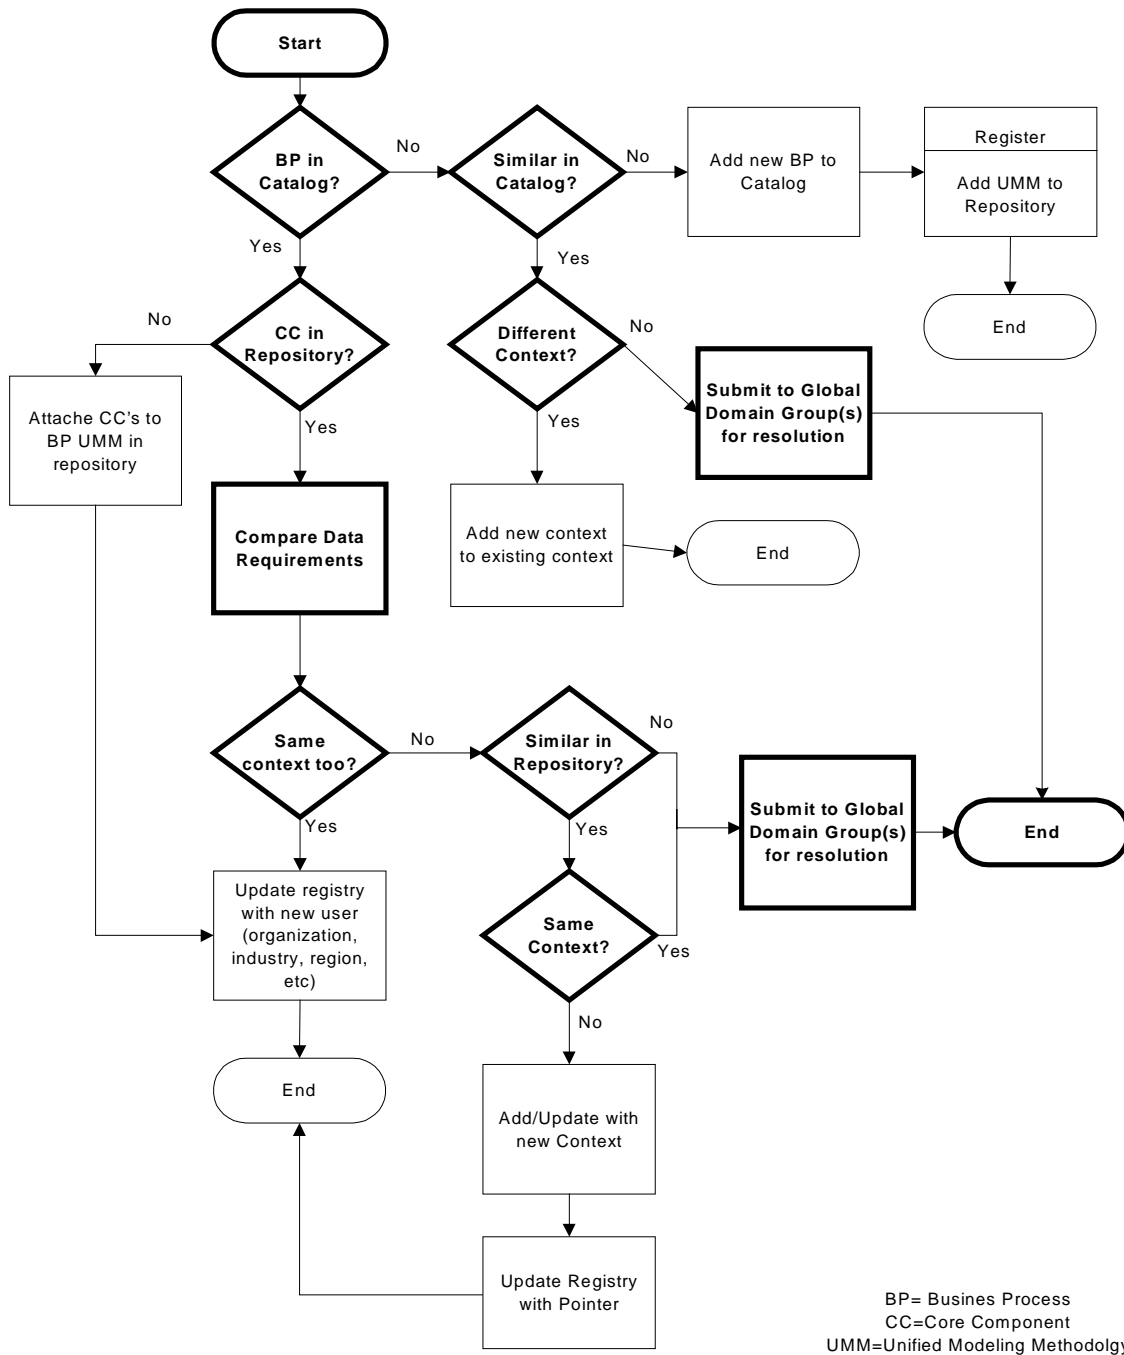 Start
BP in
Catalog?
No
Similar in
Catalog?
No
Add new BP to
Catalog
Register
Add UMM to
Repository
Yes
Yes
End
No
CC in
Repository?
Different
Context?
No
Submit to Global
Domain Group(s)
for resolution
Attache CC's to
BP UMM in
repository
Yes
Yes
Compare Data
Requirements
Add new context
to existing context
End
Same
context too?
No
Similar in
Repository?
No
Submit to Global
Domain Group(s)
for resolution
End
Yes
Yes
Update registry
with new user
(organization,
industry, region,
etc)
Same
Context?
Yes
No
End
Add/Update with
new Context
Update Registry
with Pointer
BP= Busines Process
CC=Core Component
UMM=Unified Modeling Methodolgy